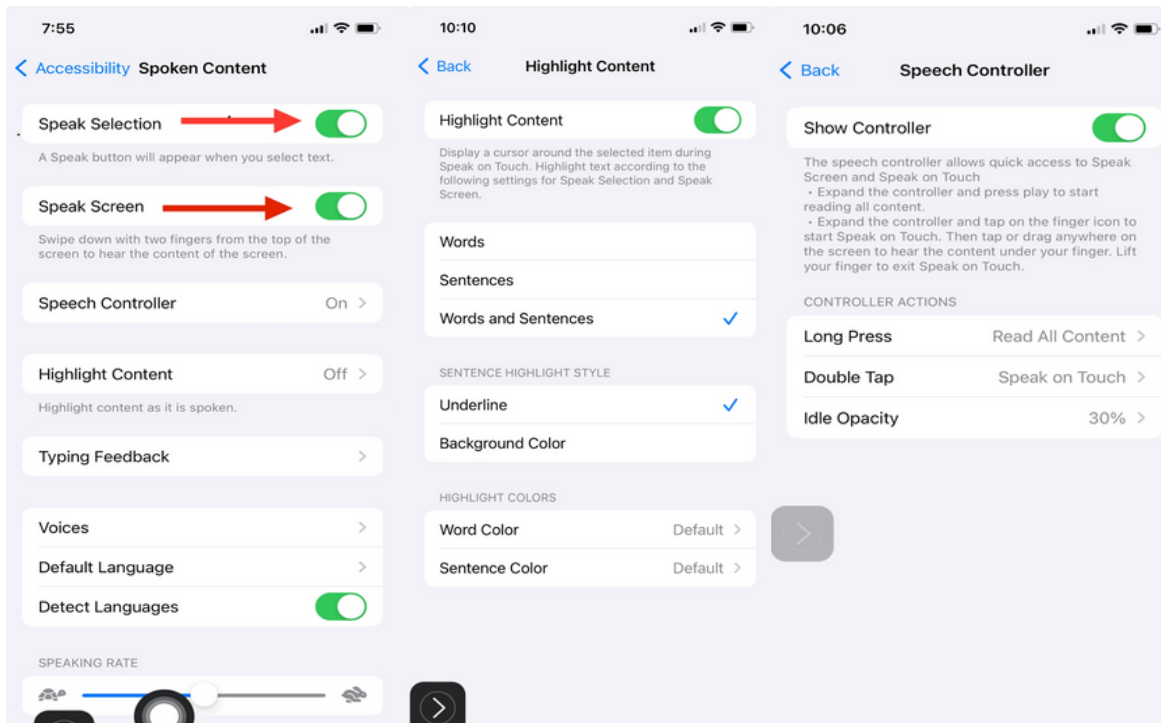 7:55
Accessibility Spoken Content
Speak Selection
A Speak button will appear when you select text.
Speak Screen
Swipe down with two fingers from the top of the
screen to hear the content of the screen.
Speech Controller On
Highlight Content Off
Highlight content as it is spoken.
Typing Feedback
Voices
Default Language
Detect Languages
SPEAKING RATE
10:10
Back Highlight Content
Highlight Content
Display a cursor around the selected item during
Speak on Touch. Highlight text according to the
following settings for Speak Selection and Speak
Screen.
Words
Sentences
Words and Sentences
SENTENCE HIGHLIGHT STYLE
Underline
Background Color
HIGHLIGHT COLORS
Word Color Default
Sentence Color Default
10:06
Back Speech Controller
Show Controller
The speech controller allows quick access to Speak
Screen and Speak on Touch
• Expand the controller and press play to start
reading all content.
• Expand the controller and tap on the finger icon to
start Speak on Touch. Then tap or drag anywhere on
the screen to hear the content under your finger. Lift
your finger to exit Speak on Touch.
CONTROLLER ACTIONS
Long Press Read All Content
Double Tap Speak on Touch
Idle Opacity 30%